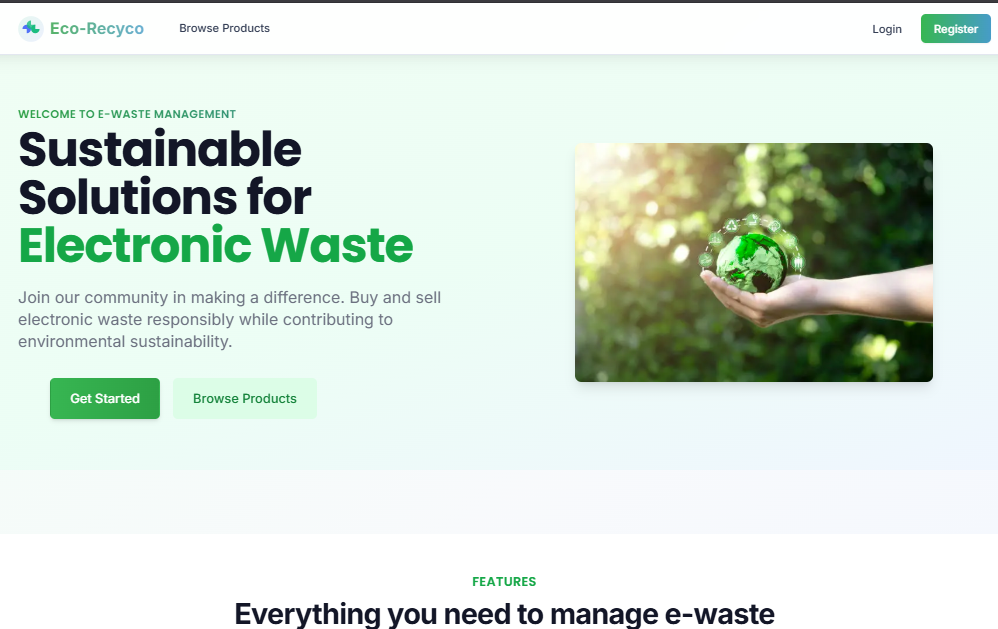 Eco-Recyco
Browse Products
Login
Register
WELCOME TO E-WASTE MANAGEMENT
Sustainable
Solutions for
Electronic Waste
Join our community in making a difference. Buy and sell
electronic waste responsibly while contributing to
environmental sustainability.
Get Started
Browse Products
FEATURES
Everything you need to manage e-waste